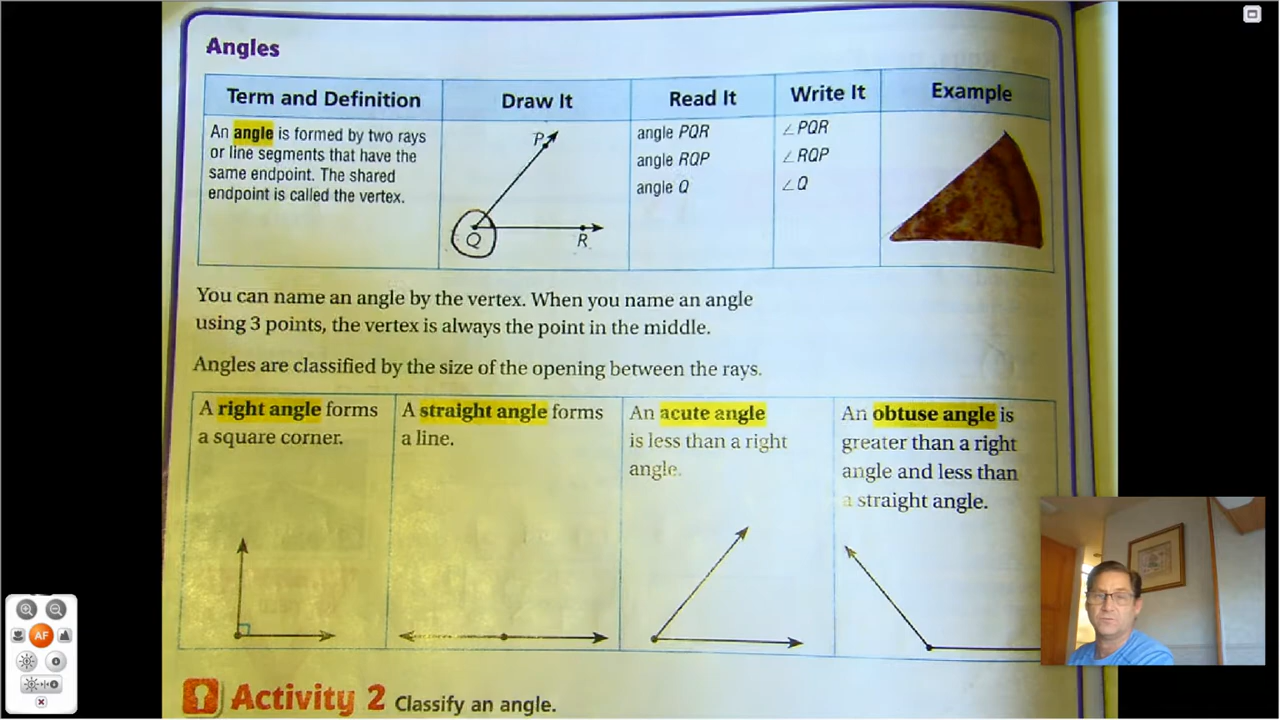 Angles
Term and Definition Draw It Read It Write It Example
An angle is formed by two rays
or line segments that have the
same endpoint. The shared
endpoint is called the vertex.
P
Q
R
angle PQR
angle RQP
angle Q
∠PQR
∠RQP
∠Q
You can name an angle by the vertex. When you name an angle
using 3 points, the vertex is always the point in the middle.
Angles are classified by the size of the opening between the rays.
A right angle forms
a square corner.
A straight angle forms
a line.
An acute angle
is less than a right
angle.
An obtuse angle is
greater than a right
angle and less than
a straight angle.
AF
Activity 2 Classify an angle.